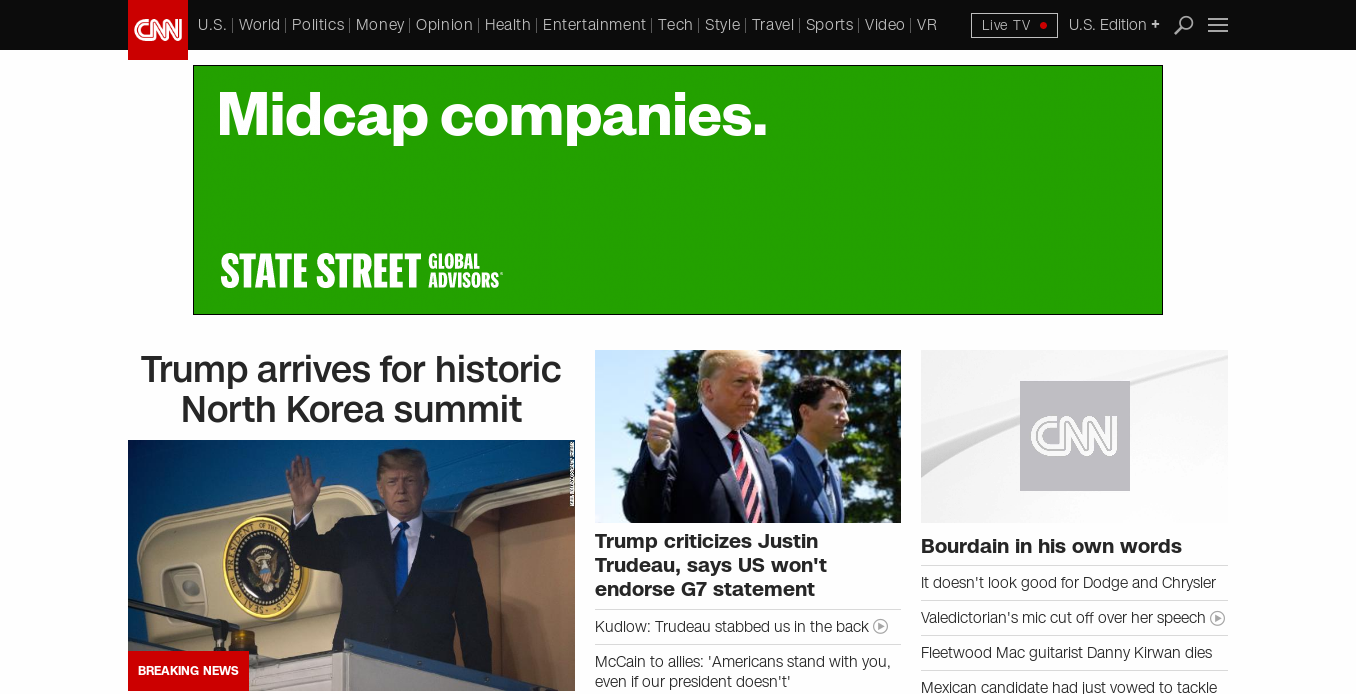 CNN
U.S.
World
Politics
Money
Opinion
Health
Entertainment
Tech
Style
Travel
Sports
Video
VR
Live TV
U.S. Edition +
Midcap companies.
STATE STREET GLOBAL
ADVISORS
Trump arrives for historic
North Korea summit
BREAKING NEWS
Trump criticizes Justin
Trudeau, says US won't
endorse G7 statement
Kudlow: Trudeau stabbed us in the back
McCain to allies: 'Americans stand with you,
even if our president doesn't'
CNN
Bourdain in his own words
It doesn't look good for Dodge and Chrysler
Valedictorian's mic cut off over her speech
Fleetwood Mac guitarist Danny Kirwan dies
Mexican candidate had just vowed to tackle